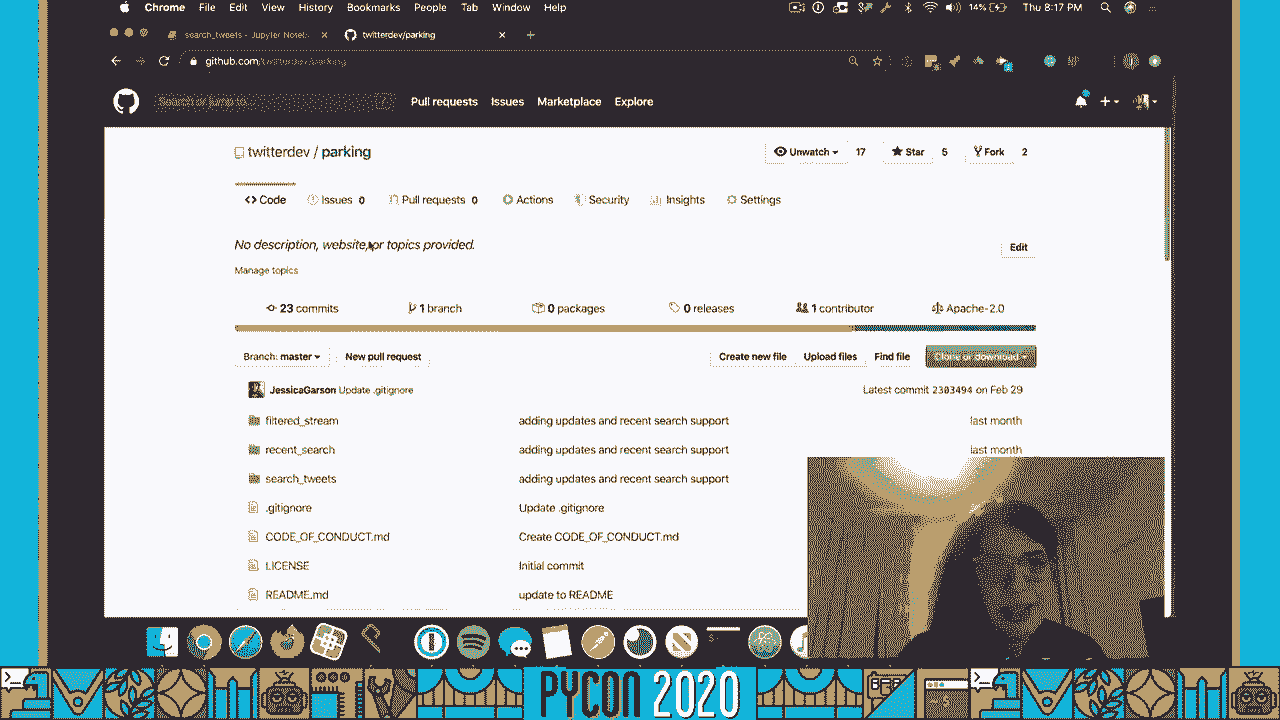 Chrome File Edit View History Bookmarks People Tab Window Help 14% Thu 8:17 PM
search_tweets - Jupyter Note twitterdev/parking
github.com/twitterdev/parking
Search or jump to...
Pull requests Issues Marketplace Explore
twitterdev / parking Unwatch 17 Star 5 Fork 2
Code Issues 0 Pull requests 0 Actions Security Insights Settings
No description, website, or topics provided. Edit
Manage topics
23 commits 1 branch 0 packages 0 releases 1 contributor Apache-2.0
Branch: master New pull request Create new file Upload files Find file Clone or download
JessicaGarson Update .gitignore Latest commit 2303494 on Feb 29
filtered_stream adding updates and recent search support last month
recent_search adding updates and recent search support last month
search_tweets adding updates and recent search support
.gitignore Update .gitignore
CODE_OF_CONDUCT.md Create CODE_OF_CONDUCT.md
LICENSE Initial commit
README.md update to README
PYCON 2020